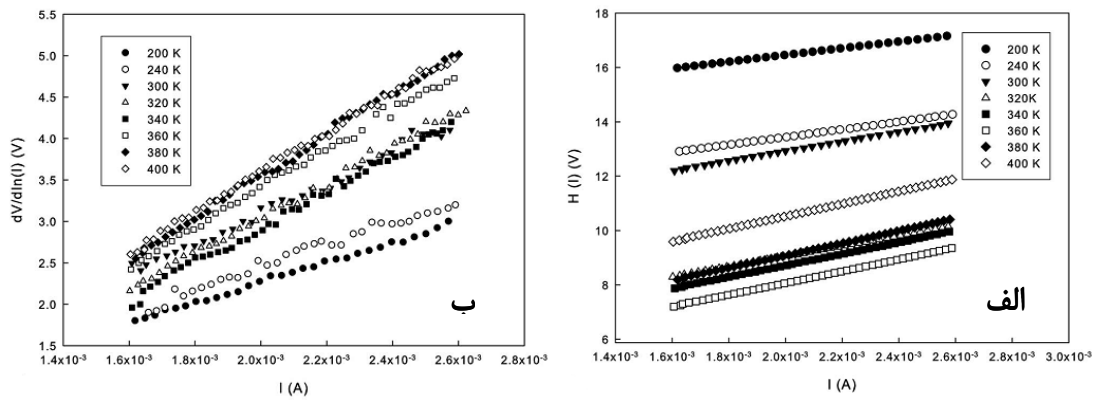 5.5
5.0
4.5
4.0
3.5
3.0
2.5
2.0
1.5
dV/dln(I) (V)
200 K
240 K
300 K
320 K
340 K
360 K
380 K
400 K
ب
1.4x10⁻³ 1.6x10⁻³ 1.8x10⁻³ 2.0x10⁻³ 2.2x10⁻³ 2.4x10⁻³ 2.6x10⁻³ 2.8x10⁻³
I (A)
18
16
14
12
10
8
6
H (I) (V)
200 K
240 K
300 K
320K
340 K
360 K
380 K
400 K
الف
1.4x10⁻³ 1.6x10⁻³ 1.8x10⁻³ 2.0x10⁻³ 2.2x10⁻³ 2.4x10⁻³ 2.6x10⁻³ 2.8x10⁻³ 3.0x10⁻³
I (A)